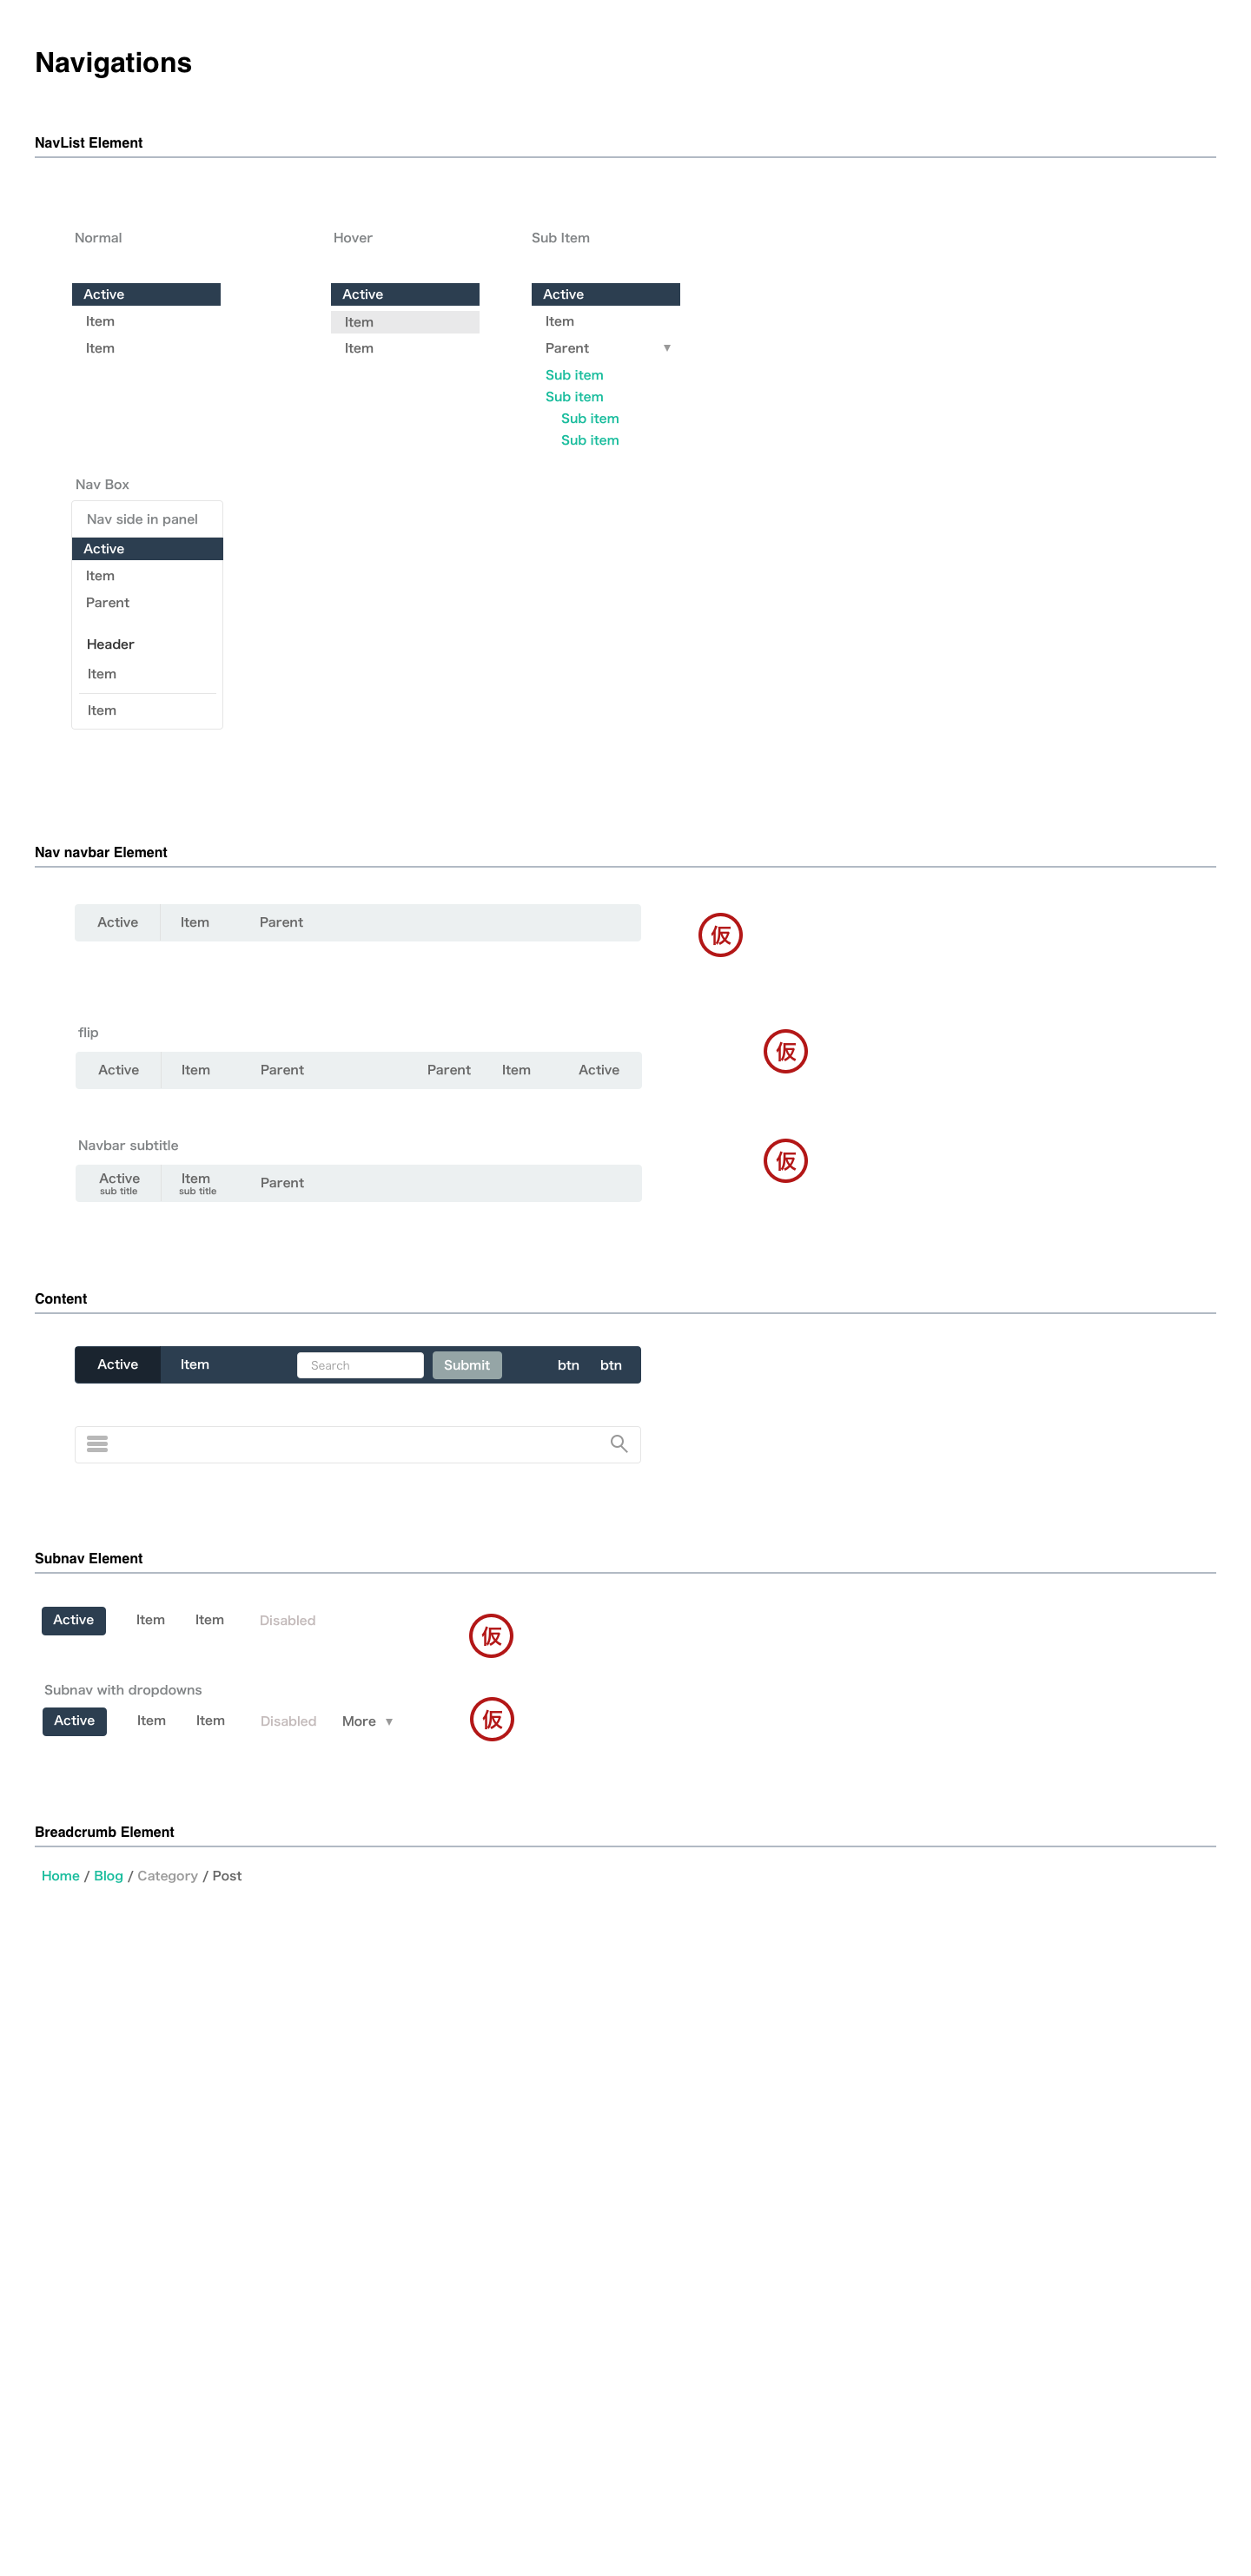 Navigations
NavList Element
Normal
Hover
Sub Item
Active
Item
Item
Active
Item
Item
Active
Item
Parent ▼
Sub item
Sub item
Sub item
Sub item
Nav Box
Nav side in panel
Active
Item
Parent
Header
Item
Item
Nav navbar Element
Active Item Parent
仮
flip
仮
Active Item Parent Parent Item Active
Navbar subtitle
仮
Active Item Parent
sub title sub title
Content
Active Item Search Submit btn btn
Subnav Element
Active Item Item Disabled
仮
Subnav with dropdowns
Active Item Item Disabled More ▼
仮
Breadcrumb Element
Home / Blog / Category / Post